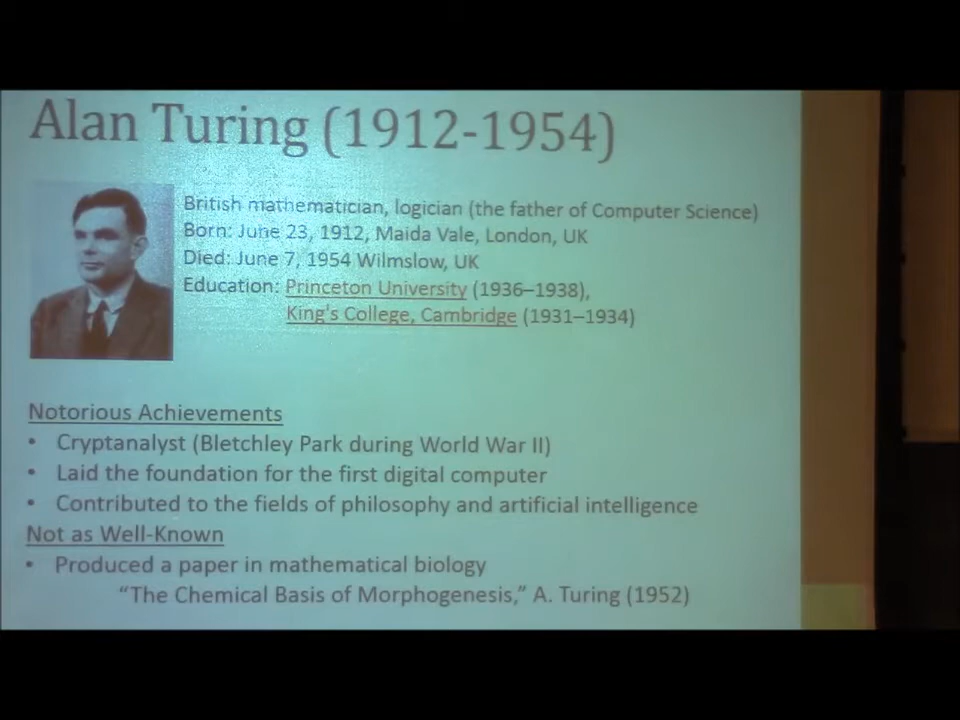 Alan Turing (1912-1954)
British mathematician, logician (the father of Computer Science)
Born: June 23, 1912, Maida Vale, London, UK
Died: June 7, 1954 Wilmslow, UK
Education: Princeton University (1936–1938),
King's College, Cambridge (1931–1934)
Notorious Achievements
• Cryptanalyst (Bletchley Park during World War II)
• Laid the foundation for the first digital computer
• Contributed to the fields of philosophy and artificial intelligence
Not as Well-Known
• Produced a paper in mathematical biology
“The Chemical Basis of Morphogenesis,” A. Turing (1952)